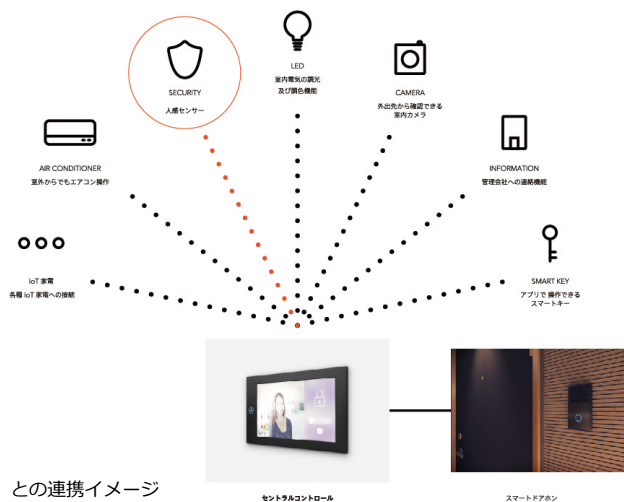 LED
室内電気の調光
及び調色機能
SECURITY
人感センサー
CAMERA
外出先から確認できる
室内カメラ
AIR CONDITIONER
室外からでもエアコン操作
INFORMATION
管理会社への連絡機能
IoT 家電
各種 IoT 家電への接続
SMART KEY
アプリで 操作できる
スマートキー
との連携イメージ
セントラルコントロール
スマートドアホン